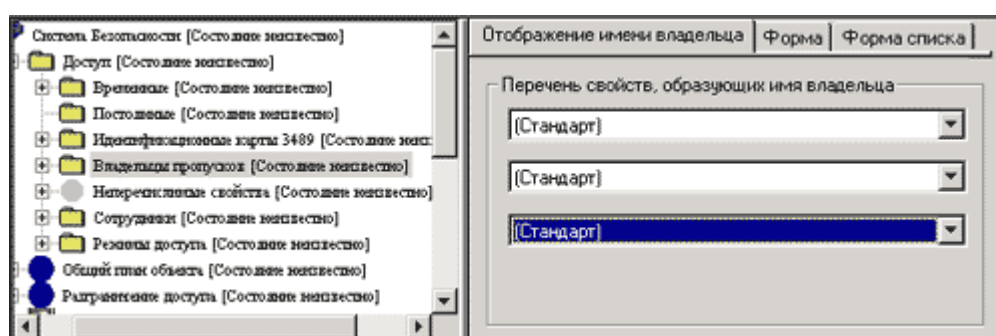 Система Безопасности [Состояние неизвестно]
Доступ [Состояние неизвестно]
Временные [Состояние неизвестно]
Постоянные [Состояние неизвестно]
Идентификационные карты 3489 [Состояние неиз
Владельцы пропусков [Состояние неизвестно]
Неперечисленные свойства [Состояние неизвестно]
Сотрудники [Состояние неизвестно]
Режимы доступа [Состояние неизвестно]
Общий план объекта [Состояние неизвестно]
Разграничение доступа [Состояние неизвестно]
Отображение имени владельца Форма Форма списка
Перечень свойств, образующих имя владельца
(Стандарт)
(Стандарт)
(Стандарт)